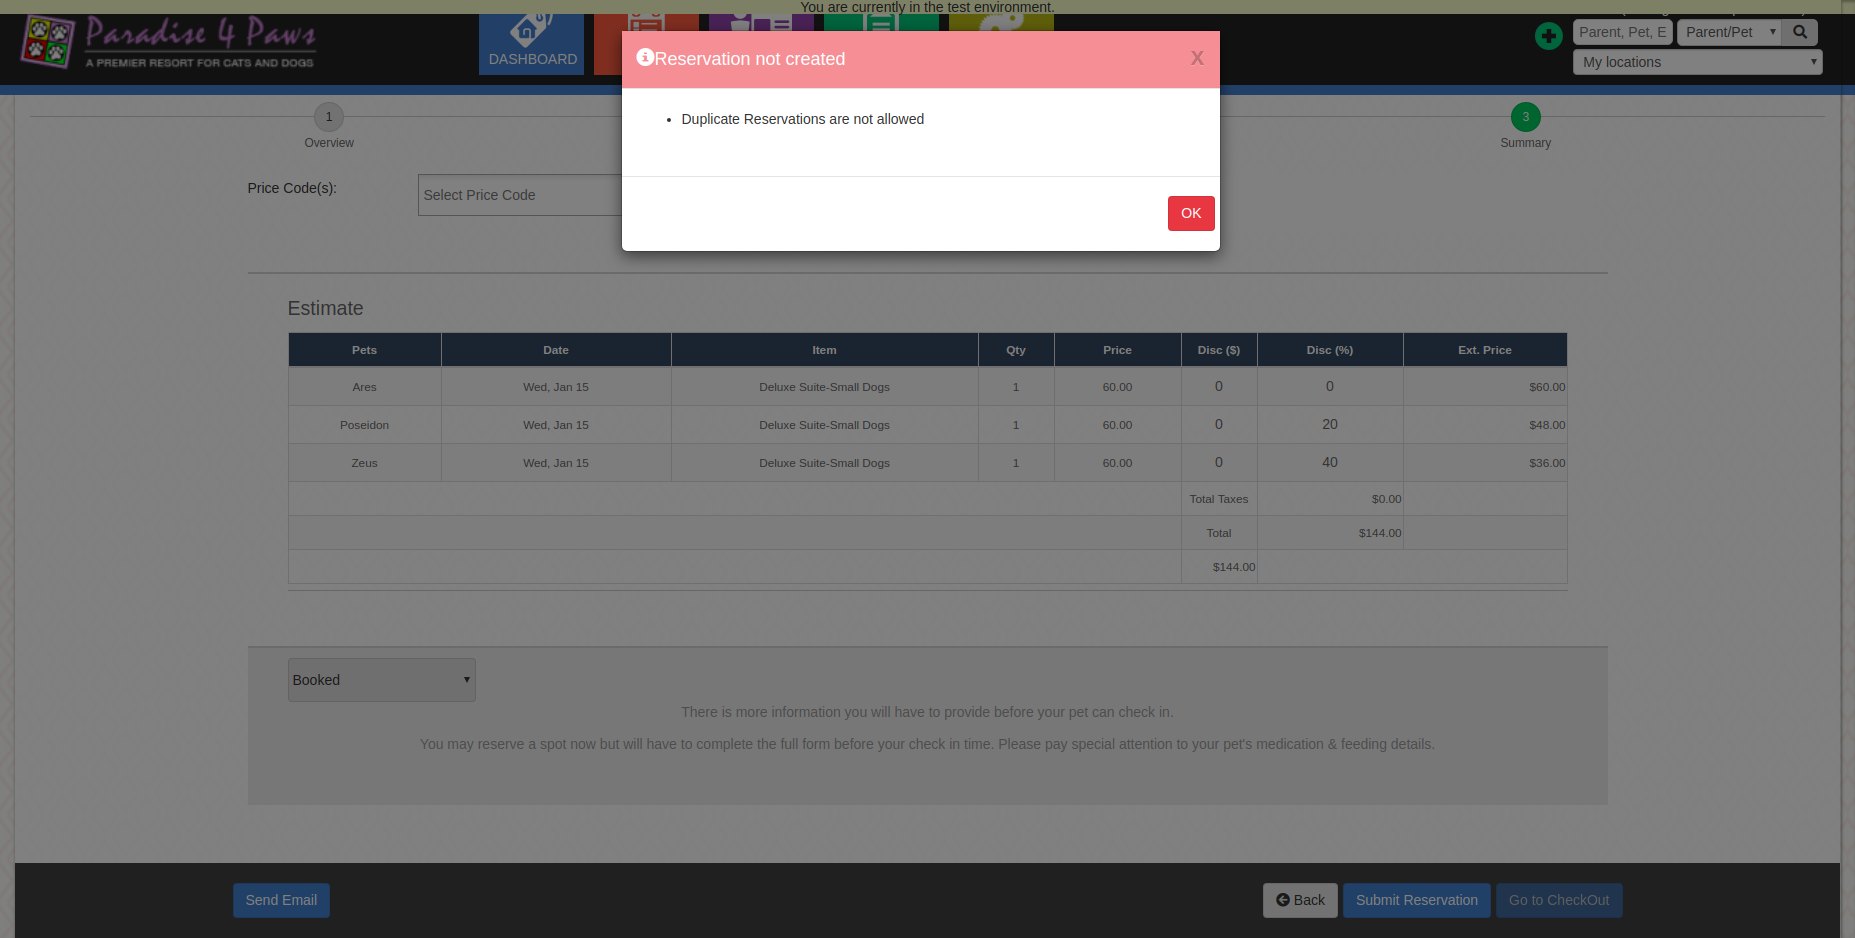 You are currently in the test environment.
Paradise 4 Paws
A PREMIER RESORT FOR CATS AND DOGS
DASHBOARD
Parent, Pet, E
Parent/Pet
My locations
Reservation not created
X
Duplicate Reservations are not allowed
OK
1
Overview
3
Summary
Price Code(s):
Select Price Code
Estimate
Pets Date Item Qty Price Disc ($) Disc (%) Ext. Price
Ares Wed, Jan 15 Deluxe Suite-Small Dogs 1 60.00 0 0 $60.00
Poseidon Wed, Jan 15 Deluxe Suite-Small Dogs 1 60.00 0 20 $48.00
Zeus Wed, Jan 15 Deluxe Suite-Small Dogs 1 60.00 0 40 $36.00
Total Taxes $0.00
Total $144.00
$144.00
Booked
There is more information you will have to provide before your pet can check in.
You may reserve a spot now but will have to complete the full form before your check in time. Please pay special attention to your pet's medication & feeding details.
Send Email
Back
Submit Reservation
Go to CheckOut